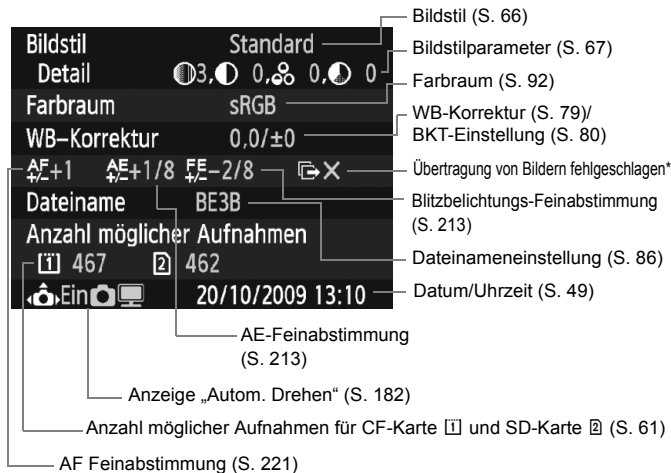 Bildstil Standard
Detail 3, 0, 0, 0
Farbraum sRGB
WB–Korrektur 0,0/±0
AF+1 AE+1/8 FE−2/8
Dateiname BE3B
Anzahl möglicher Aufnahmen
[1] 467 [2] 462
Ein 20/10/2009 13:10
Bildstil (S. 66)
Bildstilparameter (S. 67)
Farbraum (S. 92)
WB-Korrektur (S. 79)/
BKT-Einstellung (S. 80)
Übertragung von Bildern fehlgeschlagen*
Blitzbelichtungs-Feinabstimmung
(S. 213)
Dateinameneinstellung (S. 86)
Datum/Uhrzeit (S. 49)
AE-Feinabstimmung
(S. 213)
Anzeige „Autom. Drehen“ (S. 182)
Anzahl möglicher Aufnahmen für CF-Karte [1] und SD-Karte [2] (S. 61)
AF Feinabstimmung (S. 221)